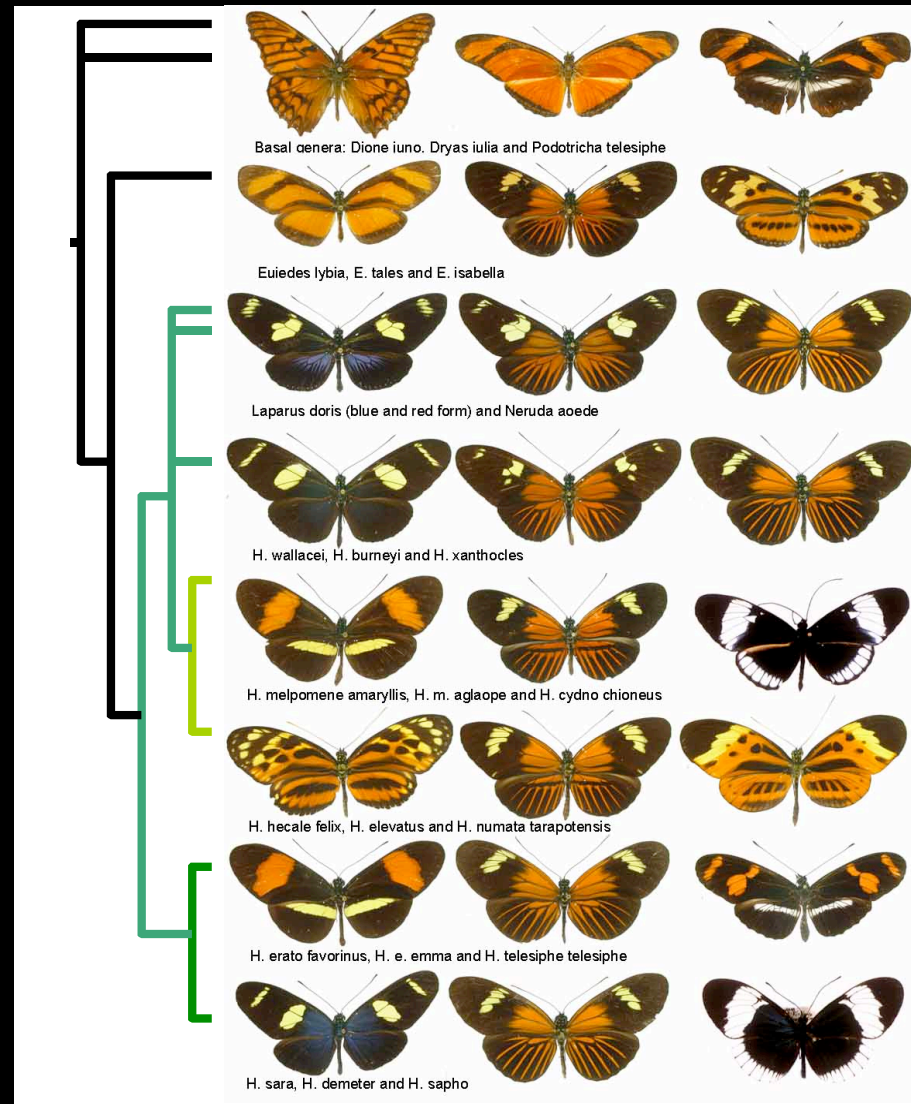 Basal genera: Dione juno. Dryas iulia and Podotricha telesiphe
Euiedes lybia, E. tales and E. isabella
Laparus doris (blue and red form) and Neruda aoede
H. wallacei, H. burneyi and H. xanthocles
H. melpomene amaryllis, H. m. aglaope and H. cydno chioneus
H. hecale felix, H. elevatus and H. numata tarapotensis
H. erato favorinus, H. e. emma and H. telesiphe telesiphe
H. sara, H. demeter and H. sapho